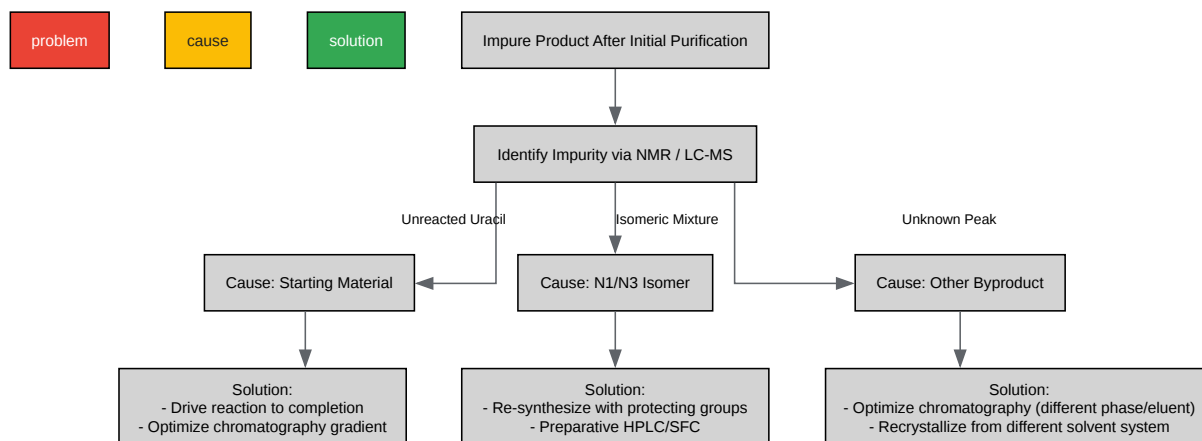 problem
cause
solution
Impure Product After Initial Purification
Identify Impurity via NMR / LC-MS
Unreacted Uracil
Isomeric Mixture
Unknown Peak
Cause: Starting Material
Cause: N1/N3 Isomer
Cause: Other Byproduct
Solution:
- Drive reaction to completion
- Optimize chromatography gradient
Solution:
- Re-synthesize with protecting groups
- Preparative HPLC/SFC
Solution:
- Optimize chromatography (different phase/eluent)
- Recrystallize from different solvent system